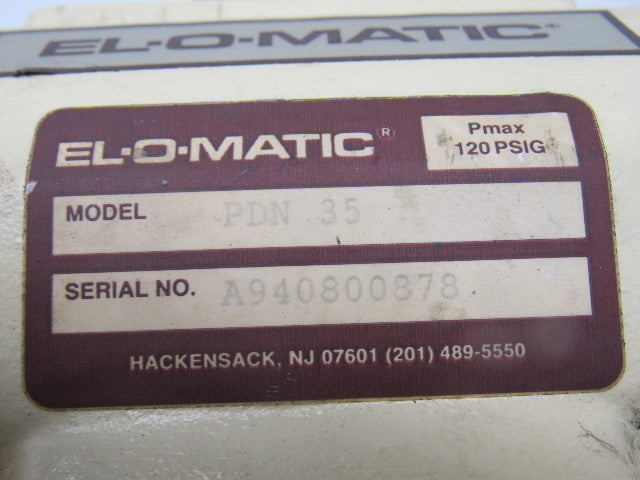 EL-O-MATIC®
EL-O-MATIC®
Pmax
120 PSIG
MODEL PDN 35
SERIAL NO. A940800878
HACKENSACK, NJ 07601 (201) 489-5550